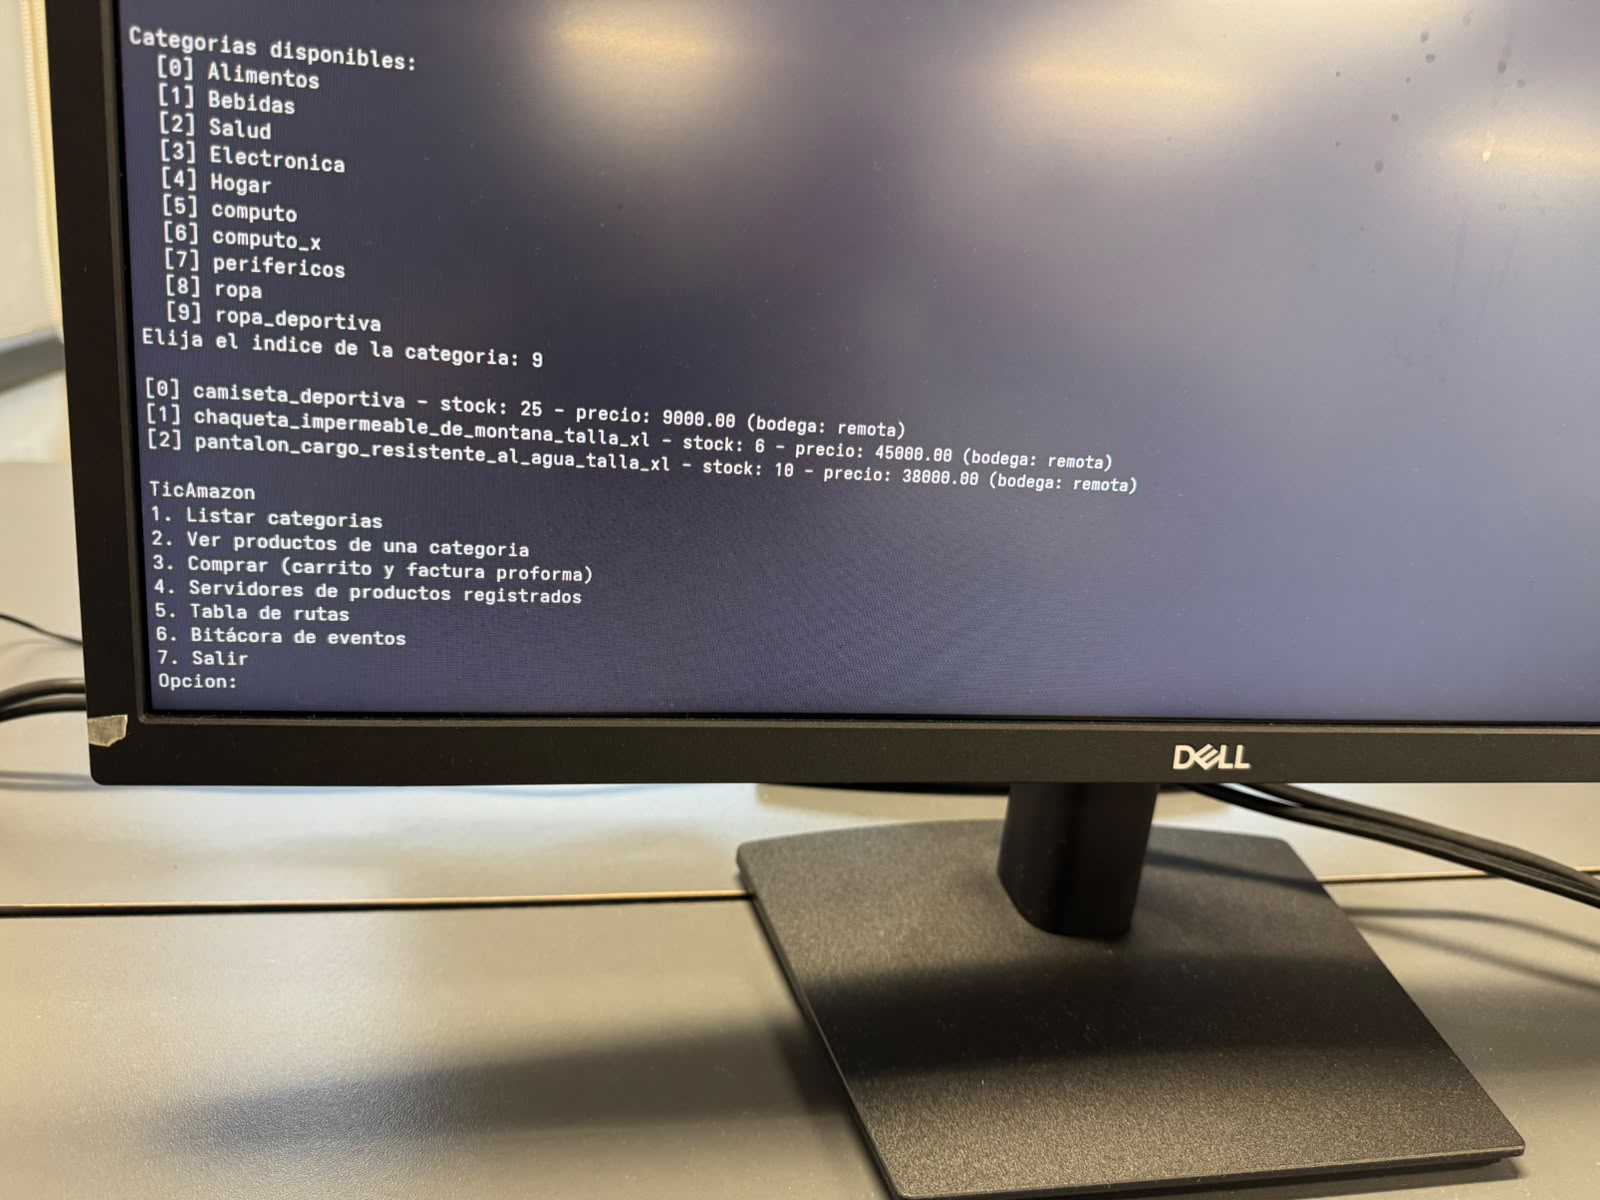 Categorias disponibles:
[0] Alimentos
[1] Bebidas
[2] Salud
[3] Electronica
[4] Hogar
[5] computo
[6] computo_x
[7] perifericos
[8] ropa
[9] ropa_deportiva
Elija el indice de la categoria: 9
[0] camiseta_deportiva - stock: 25 - precio: 9000.00 (bodega: remota)
[1] chaqueta_impermeable_de_montana_talla_xl - stock: 6 - precio: 45000.00 (bodega: remota)
[2] pantalon_cargo_resistente_al_agua_talla_xl - stock: 10 - precio: 38000.00 (bodega: remota)
TicAmazon
1. Listar categorias
2. Ver productos de una categoria
3. Comprar (carrito y factura proforma)
4. Servidores de productos registrados
5. Tabla de rutas
6. Bitácora de eventos
7. Salir
Opcion:
DELL